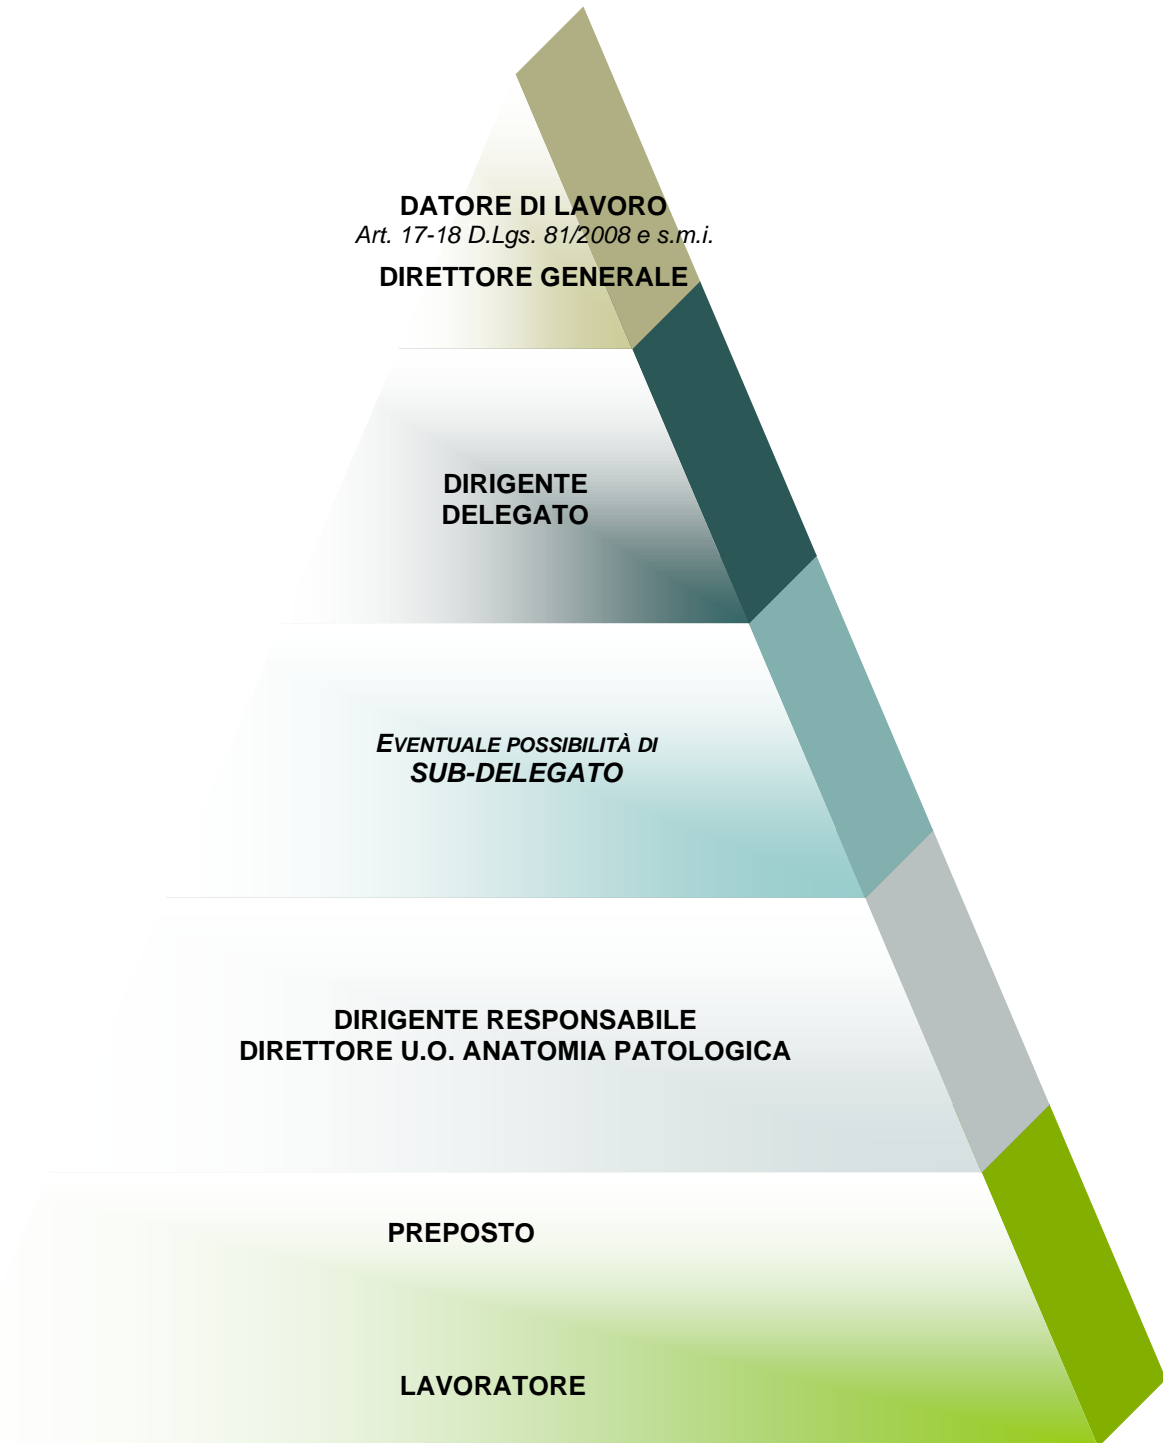 DATORE DI LAVORO
Art. 17-18 D.Lgs. 81/2008 e s.m.i.
DIRETTORE GENERALE
DIRIGENTE
DELEGATO
EVENTUALE POSSIBILITÀ DI
SUB-DELEGATO
DIRIGENTE RESPONSABILE
DIRETTORE U.O. ANATOMIA PATOLOGICA
PREPOSTO
LAVORATORE